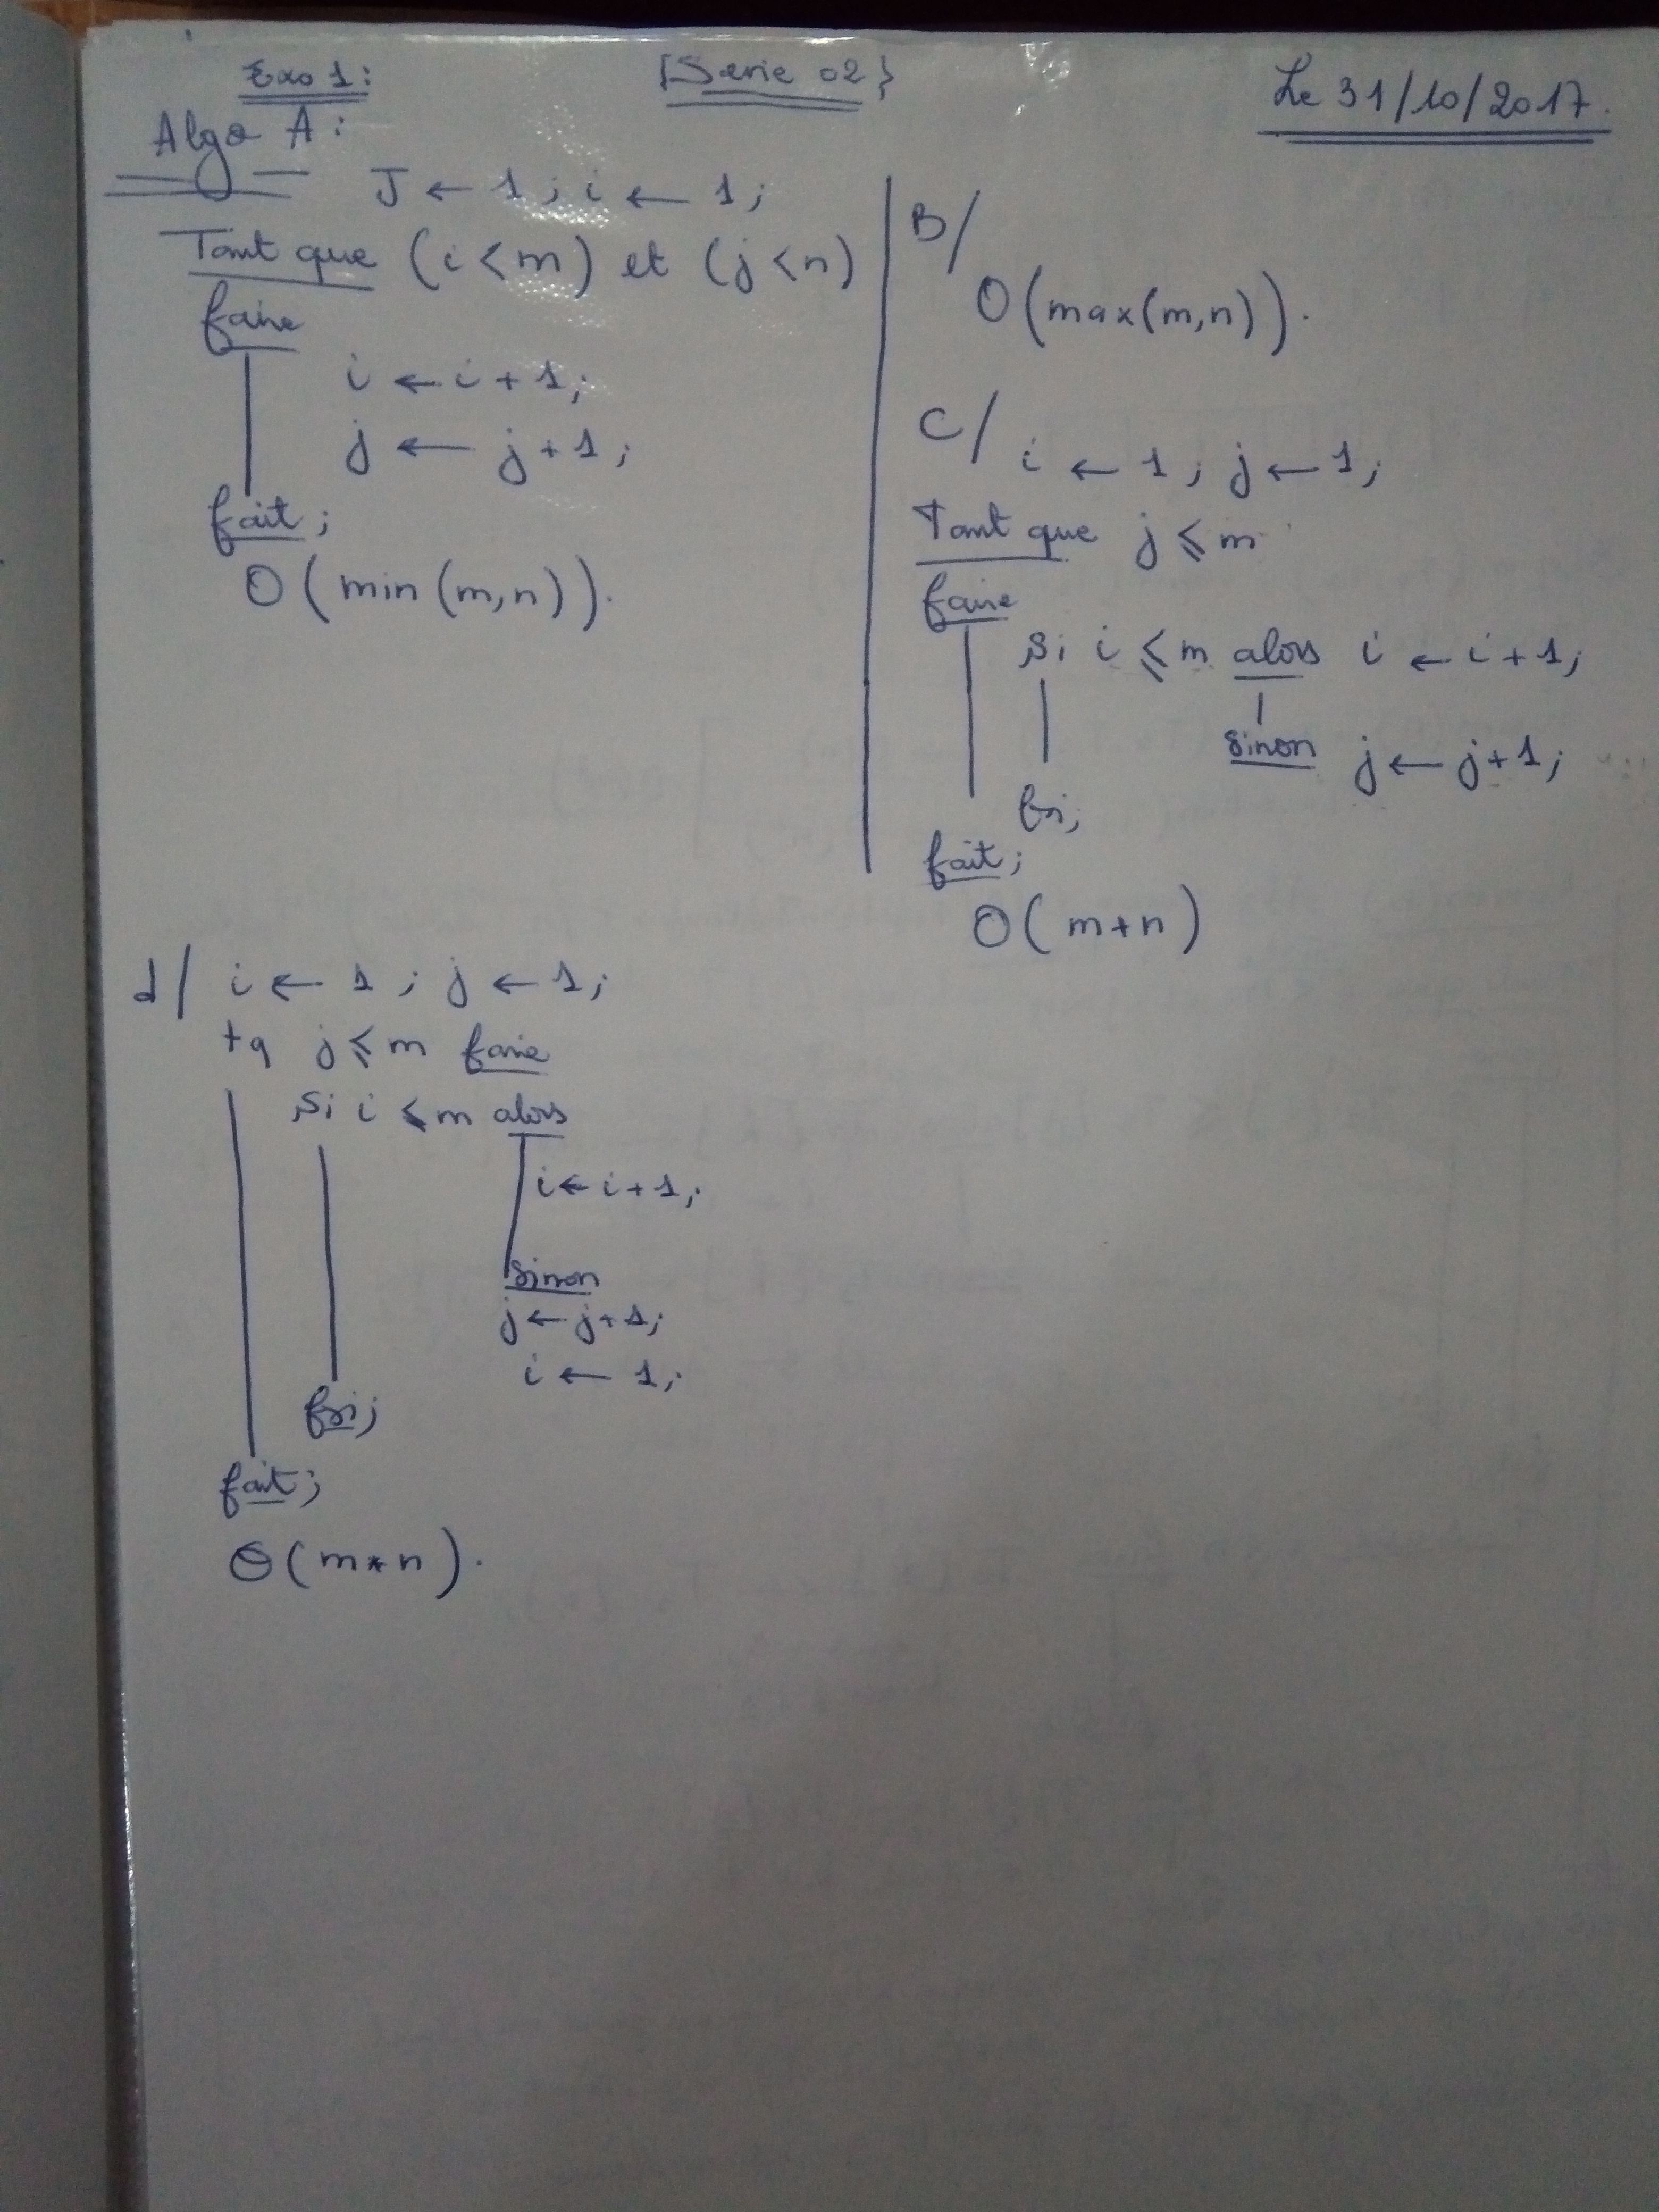 Exo 1:
{Serie 02}
Le 31/10/2017.
Algo A:
J ← 1 ; i ← 1 ;
Tant que (i < m) et (j < n)
faire
i ← i + 1 ;
j ← j + 1 ;
fait ;
O(min(m,n)).
B/
O(max(m,n)).
C/ i ← 1 ; j ← 1 ;
Tant que j ⩽ m
faire
Si i ⩽ m alors i ← i + 1 ;
sinon j ← j + 1 ;
fsi ;
fait ;
O(m+n)
d/ i ← 1 ; j ← 1 ;
tq j ⩽ m faire
Si i ⩽ m alors
i ← i + 1 ;
sinon
j ← j + 1 ;
i ← 1 ;
fsi ;
fait ;
Θ(m*n).